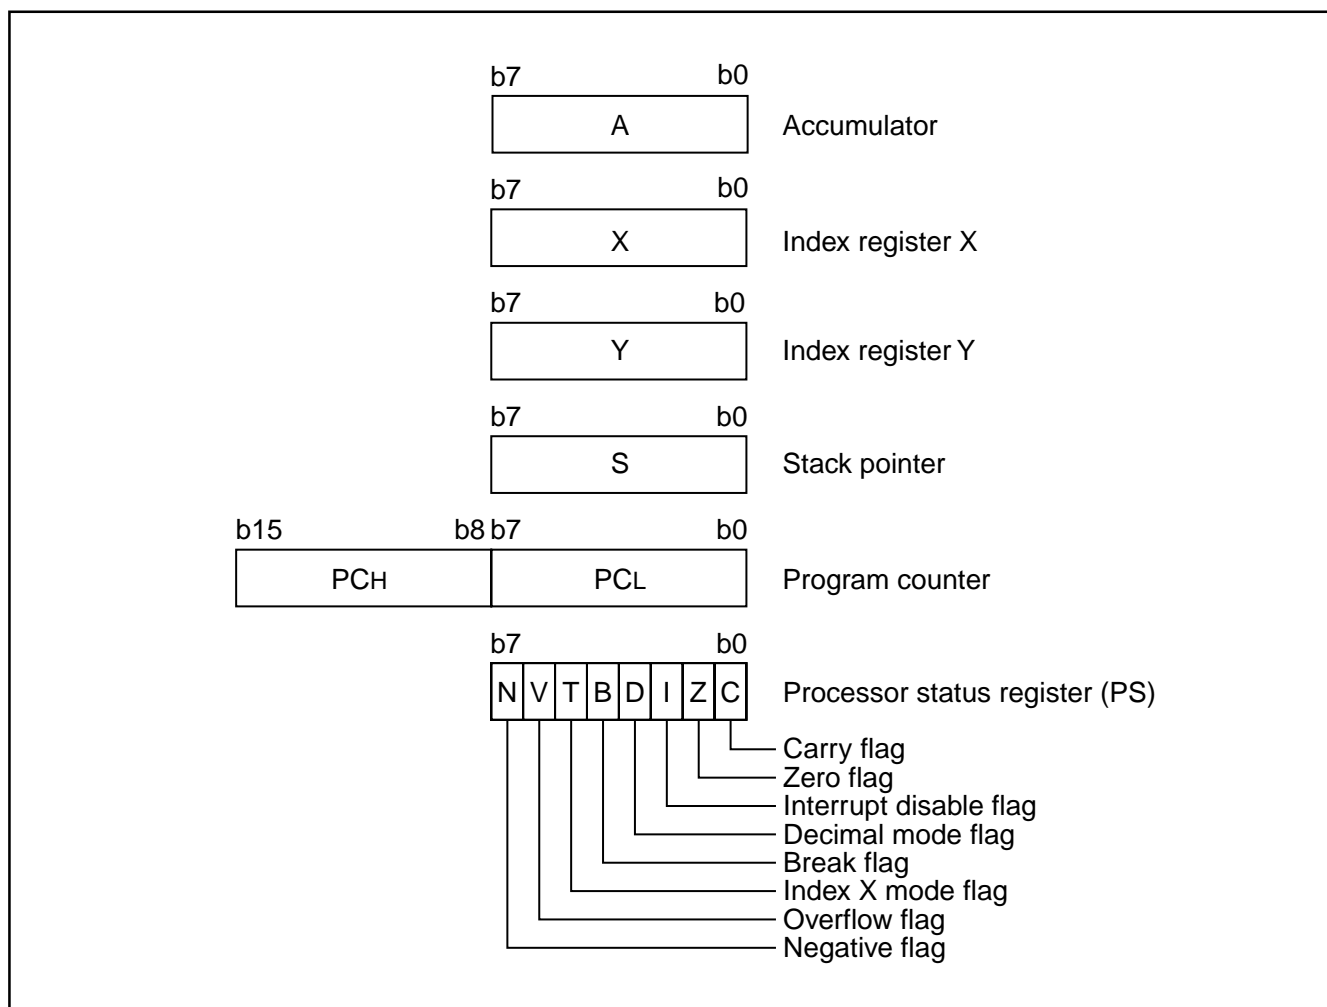 b7 b0
A Accumulator
b7 b0
X Index register X
b7 b0
Y Index register Y
b7 b0
S Stack pointer
b15 b8 b7 b0
PCH PCL Program counter
b7 b0
N V T B D I Z C Processor status register (PS)
Carry flag
Zero flag
Interrupt disable flag
Decimal mode flag
Break flag
Index X mode flag
Overflow flag
Negative flag